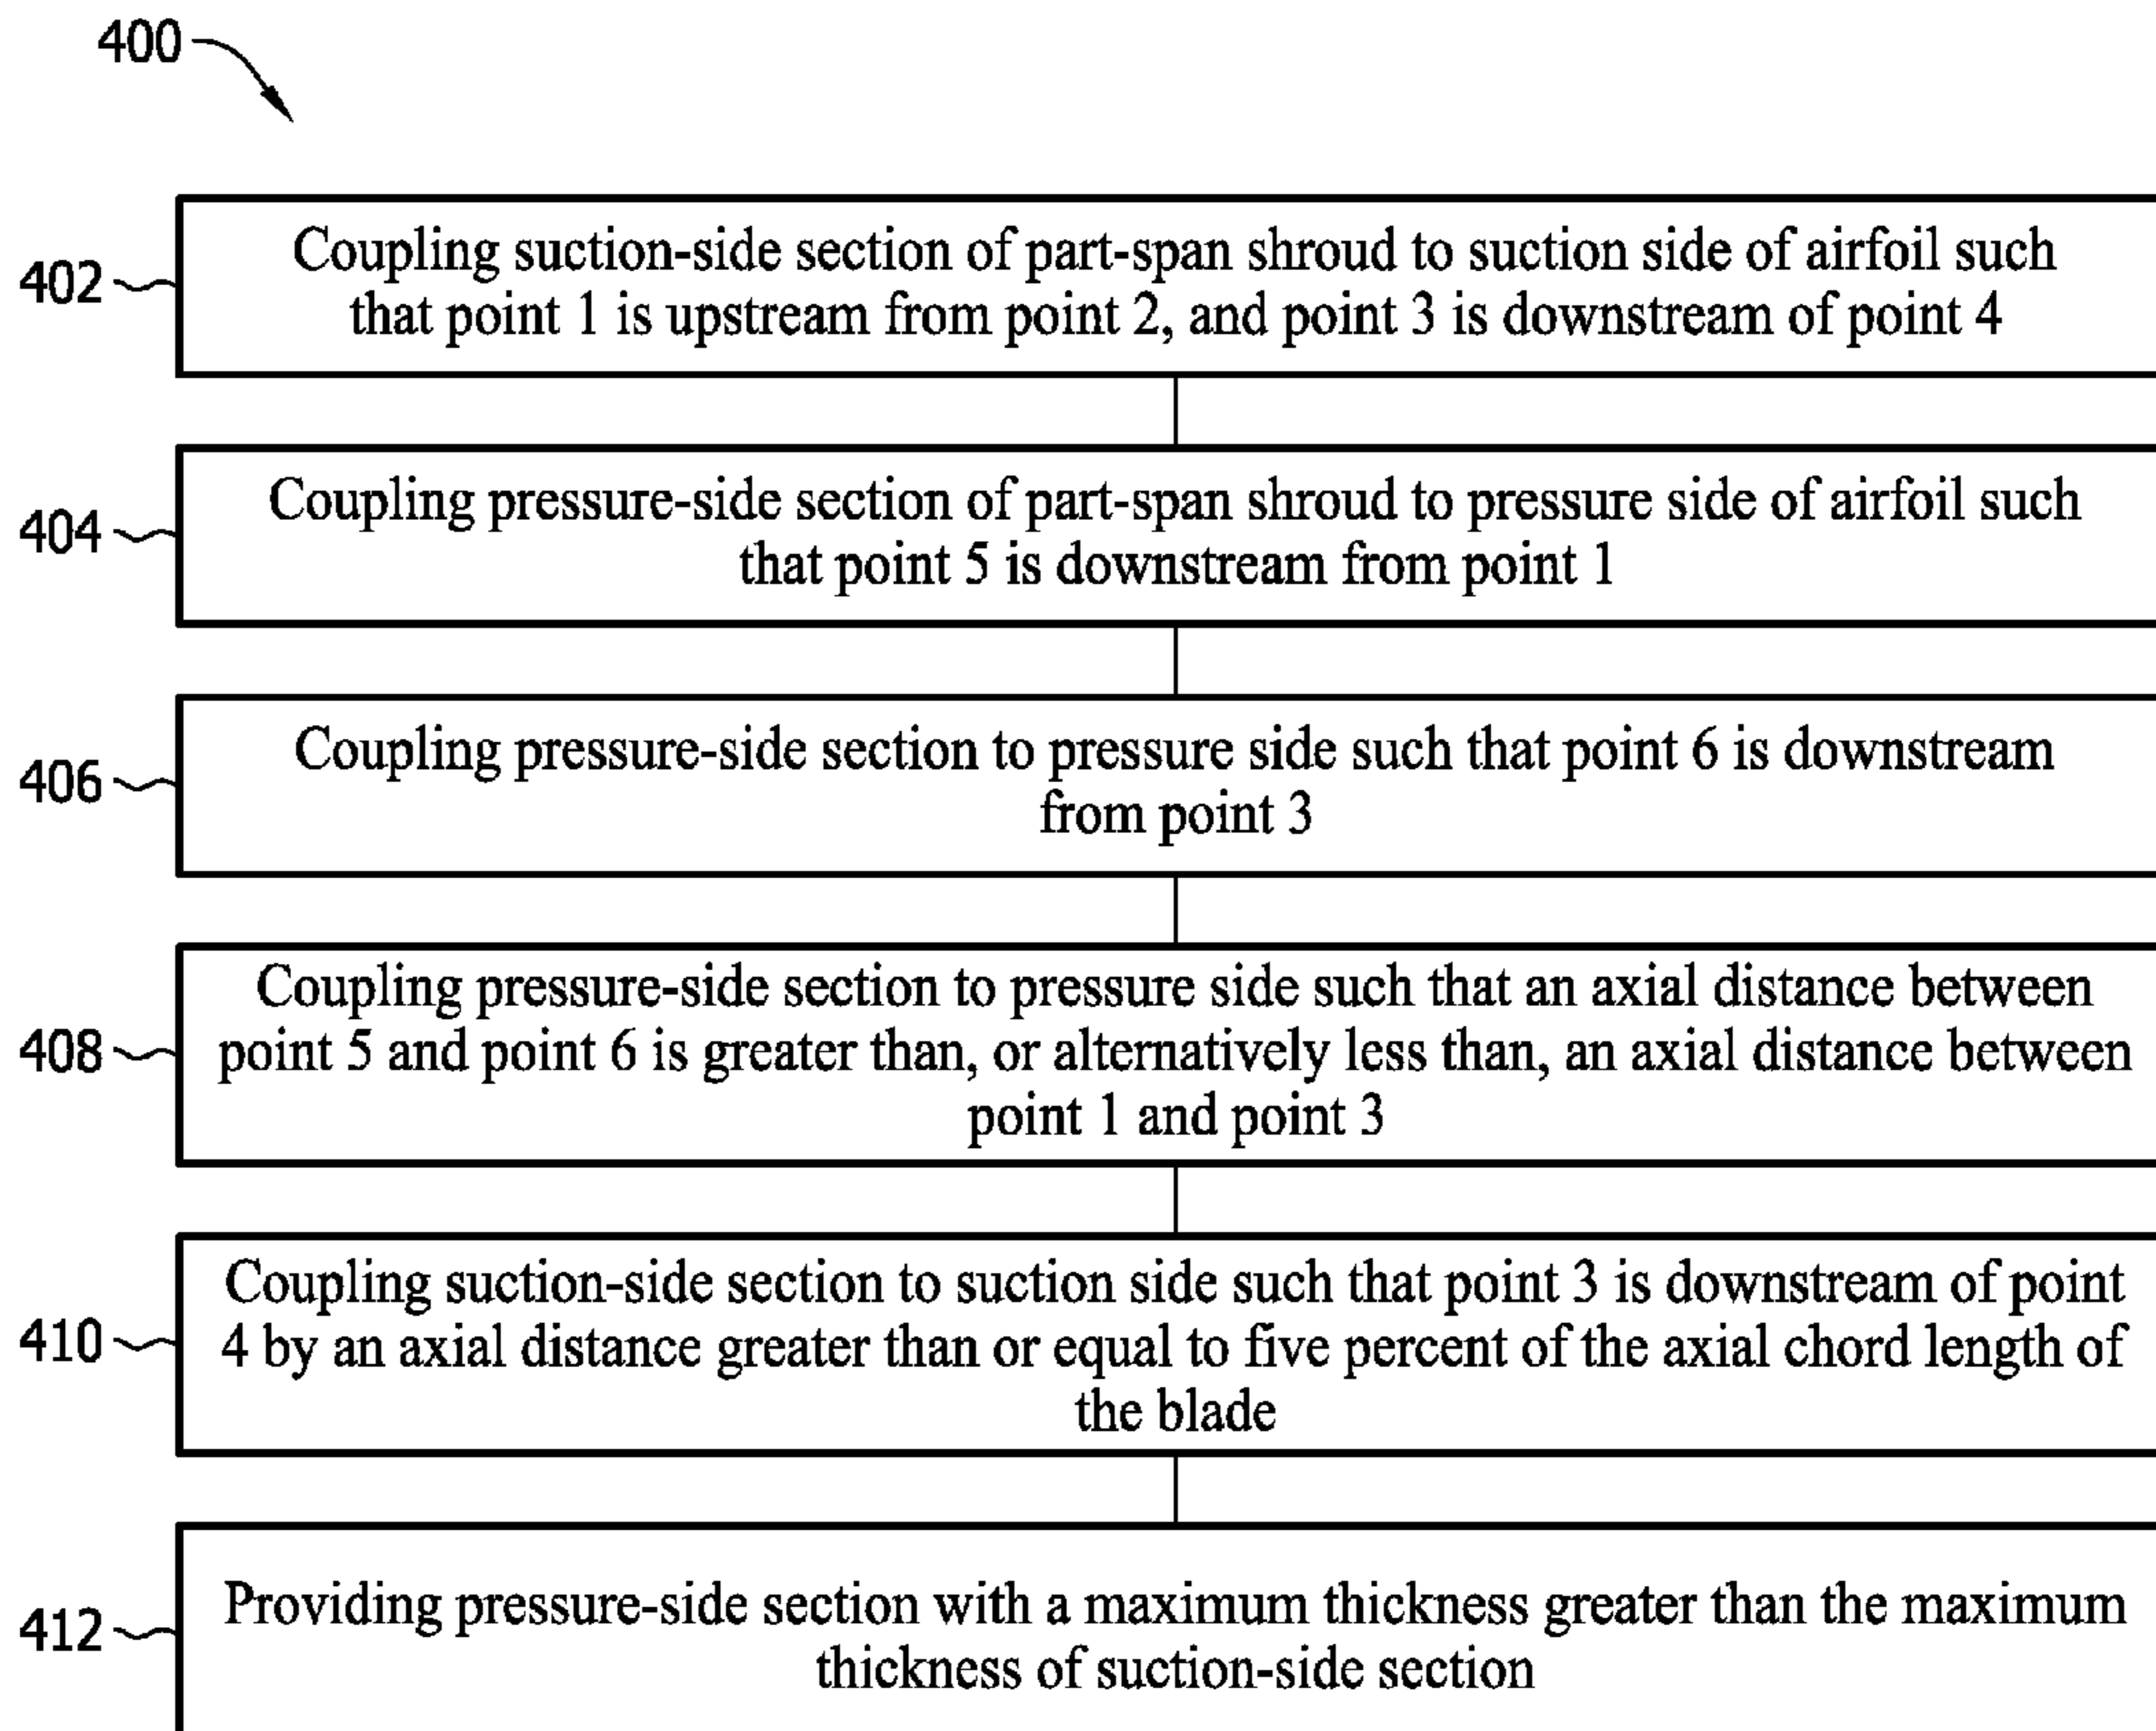 400
402
Coupling suction-side section of part-span shroud to suction side of airfoil such
that point 1 is upstream from point 2, and point 3 is downstream of point 4
404
Coupling pressure-side section of part-span shroud to pressure side of airfoil such
that point 5 is downstream from point 1
406
Coupling pressure-side section to pressure side such that point 6 is downstream
from point 3
408
Coupling pressure-side section to pressure side such that an axial distance between
point 5 and point 6 is greater than, or alternatively less than, an axial distance between
point 1 and point 3
410
Coupling suction-side section to suction side such that point 3 is downstream of point
4 by an axial distance greater than or equal to five percent of the axial chord length of
the blade
412
Providing pressure-side section with a maximum thickness greater than the maximum
thickness of suction-side section